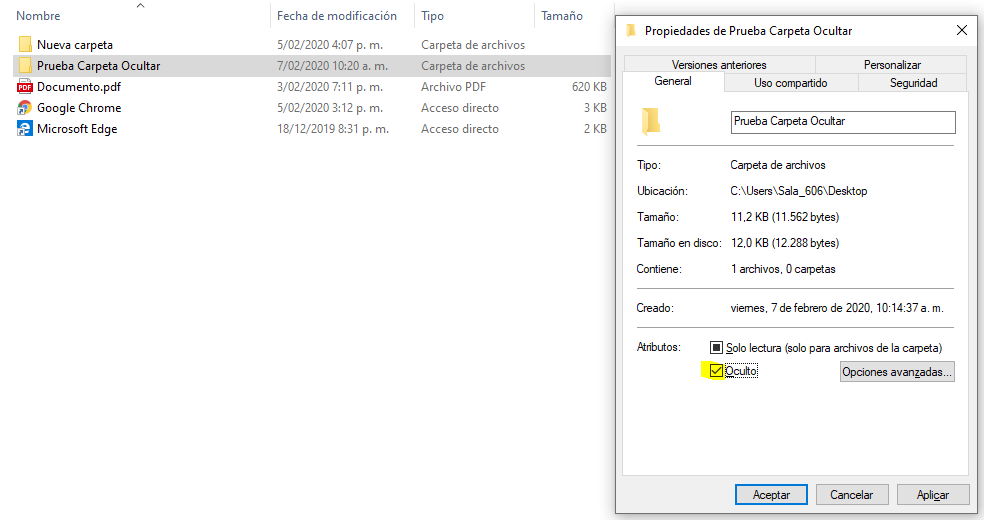 Nombre Fecha de modificación Tipo Tamaño
Nueva carpeta 5/02/2020 4:07 p. m. Carpeta de archivos
Prueba Carpeta Ocultar 7/02/2020 10:20 a. m. Carpeta de archivos
Documento.pdf 3/02/2020 7:11 p. m. Archivo PDF 620 KB
Google Chrome 5/02/2020 3:12 p. m. Acceso directo 3 KB
Microsoft Edge 18/12/2019 8:31 p. m. Acceso directo 2 KB
Propiedades de Prueba Carpeta Ocultar
Versiones anteriores Personalizar
General Uso compartido Seguridad
Prueba Carpeta Ocultar
Tipo: Carpeta de archivos
Ubicación: C:\Users\Sala_606\Desktop
Tamaño: 11,2 KB (11.562 bytes)
Tamaño en disco: 12,0 KB (12.288 bytes)
Contiene: 1 archivos, 0 carpetas
Creado: viernes, 7 de febrero de 2020, 10:14:37 a. m.
Atributos: Solo lectura (solo para archivos de la carpeta)
Oculto Opciones avanzadas...
Aceptar Cancelar Aplicar